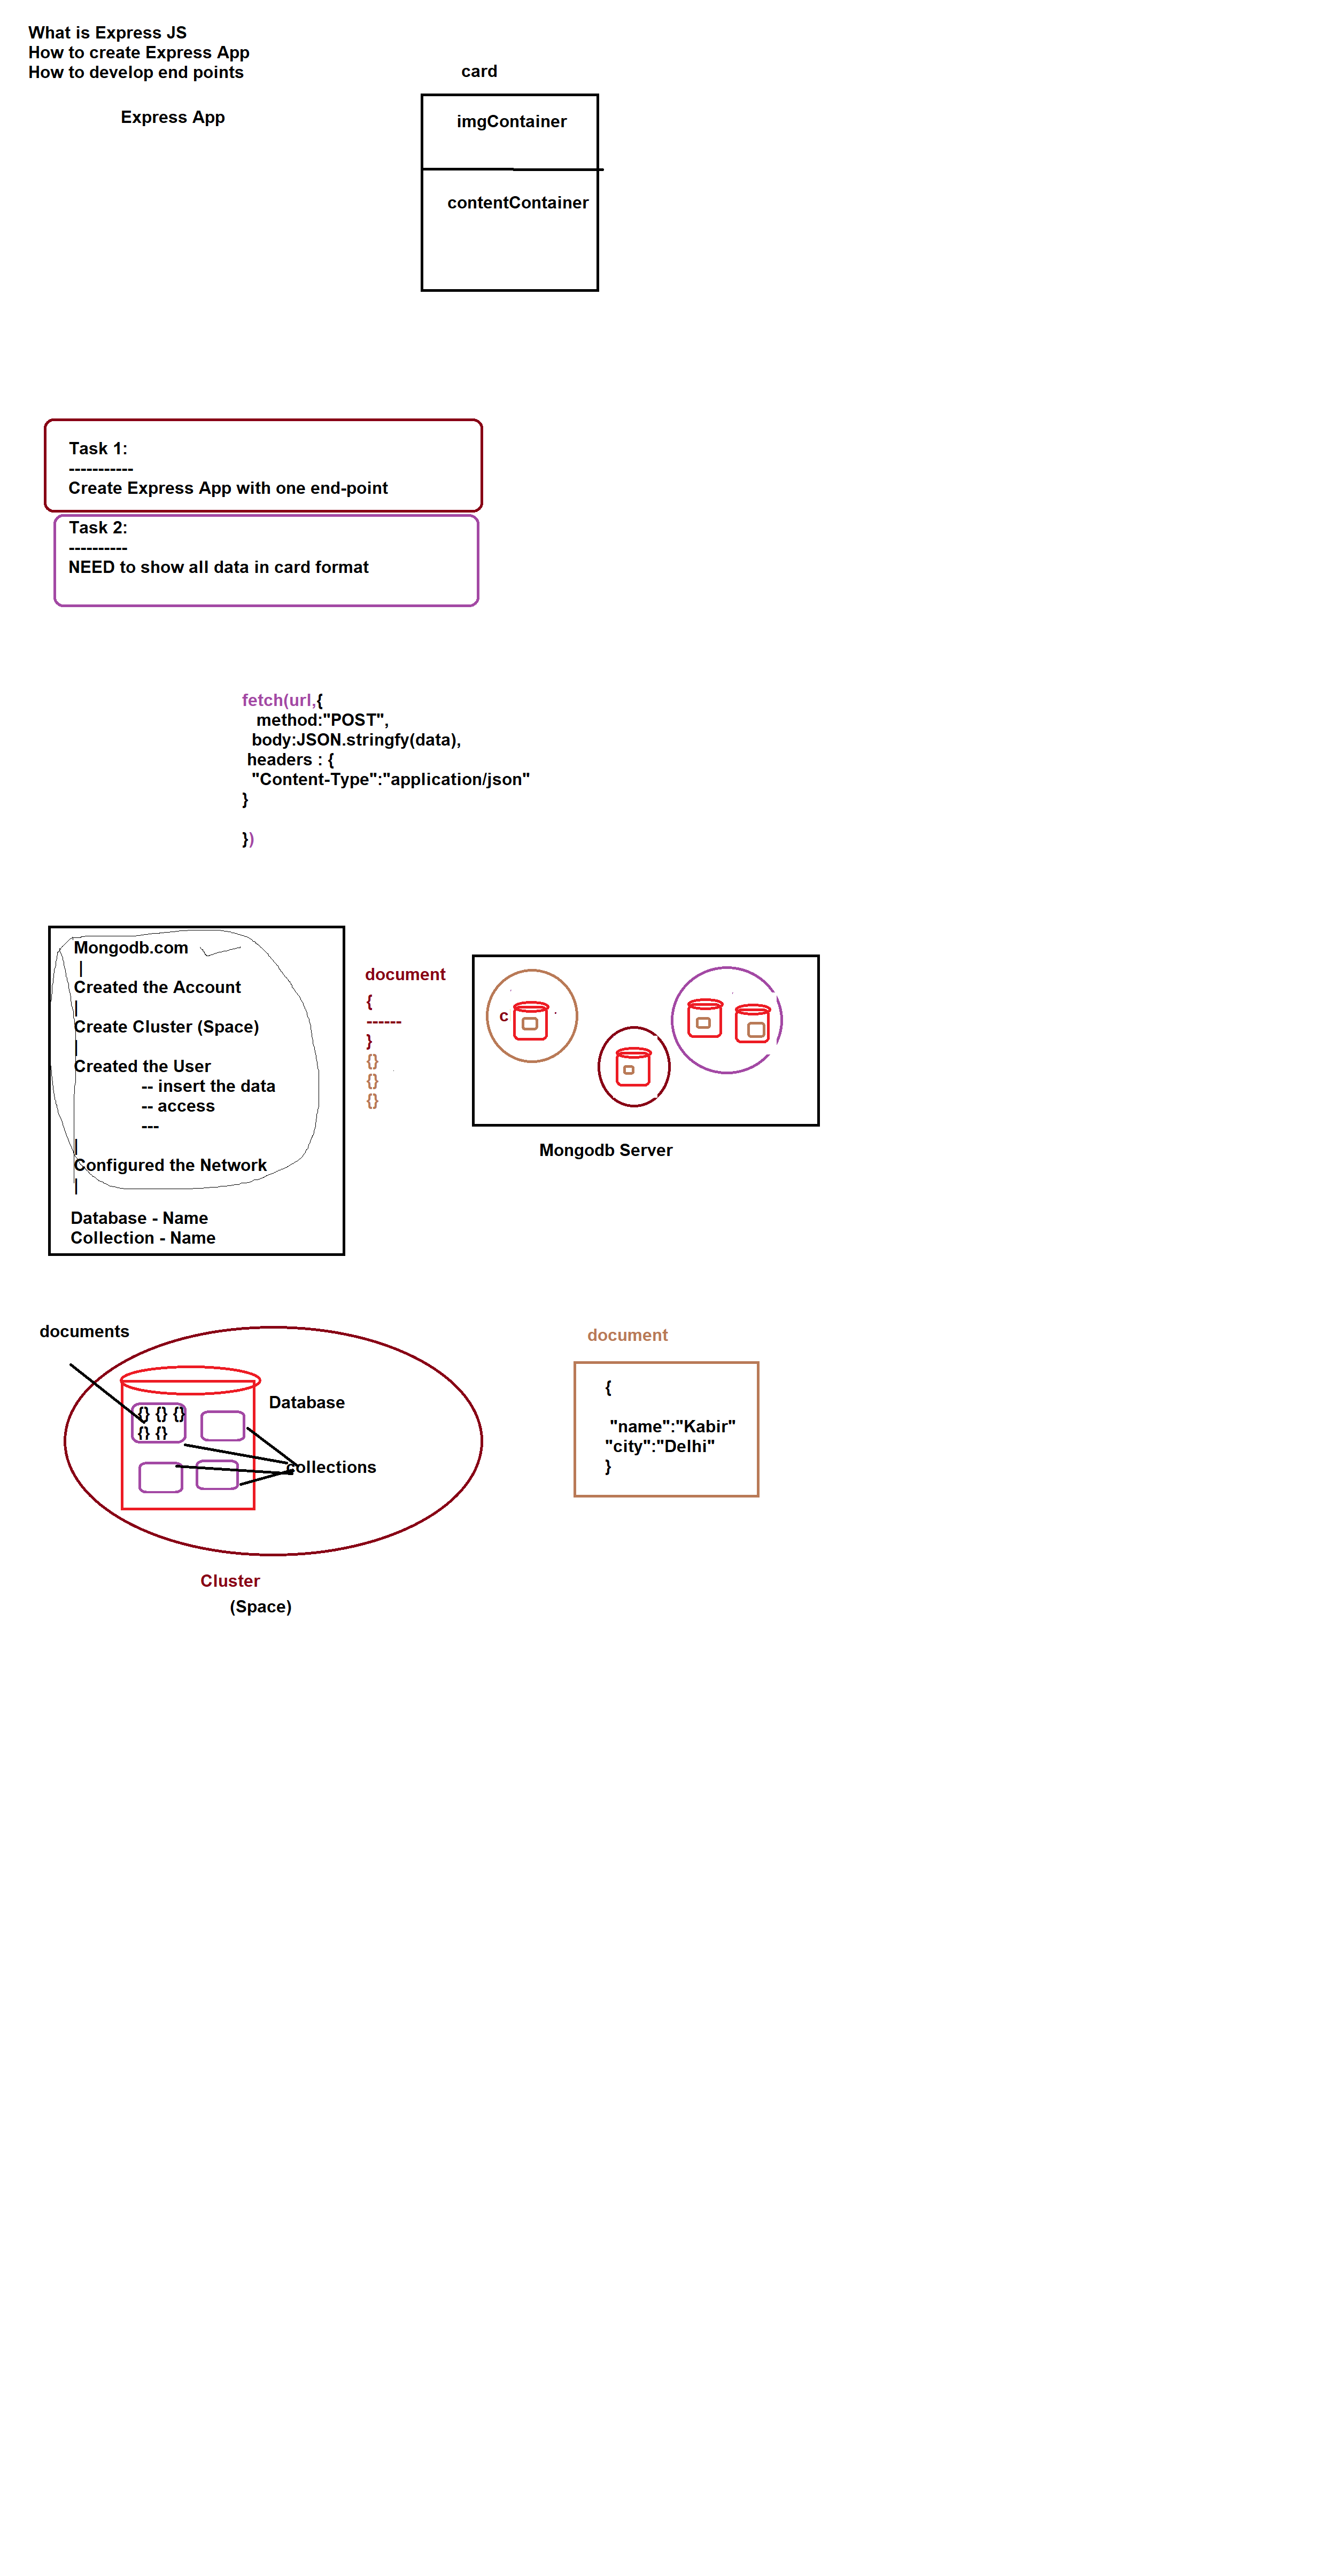 What is Express JS
How to create Express App
How to develop end points
Express App
card
imgContainer
contentContainer
Task 1:
-----------
Create Express App with one end-point
Task 2:
----------
NEED to show all data in card format
fetch(url,{
method:"POST",
body:JSON.stringfy(data),
headers : {
"Content-Type":"application/json"
}
})
Mongodb.com
|
Created the Account
|
Create Cluster (Space)
|
Created the User
-- insert the data
-- access
---
|
Configured the Network
|
Database - Name
Collection - Name
document
{
------
}
{}
{}
{}
c
Mongodb Server
documents
{} {} {}
{} {}
Database
collections
Cluster
(Space)
document
{
"name":"Kabir"
"city":"Delhi"
}